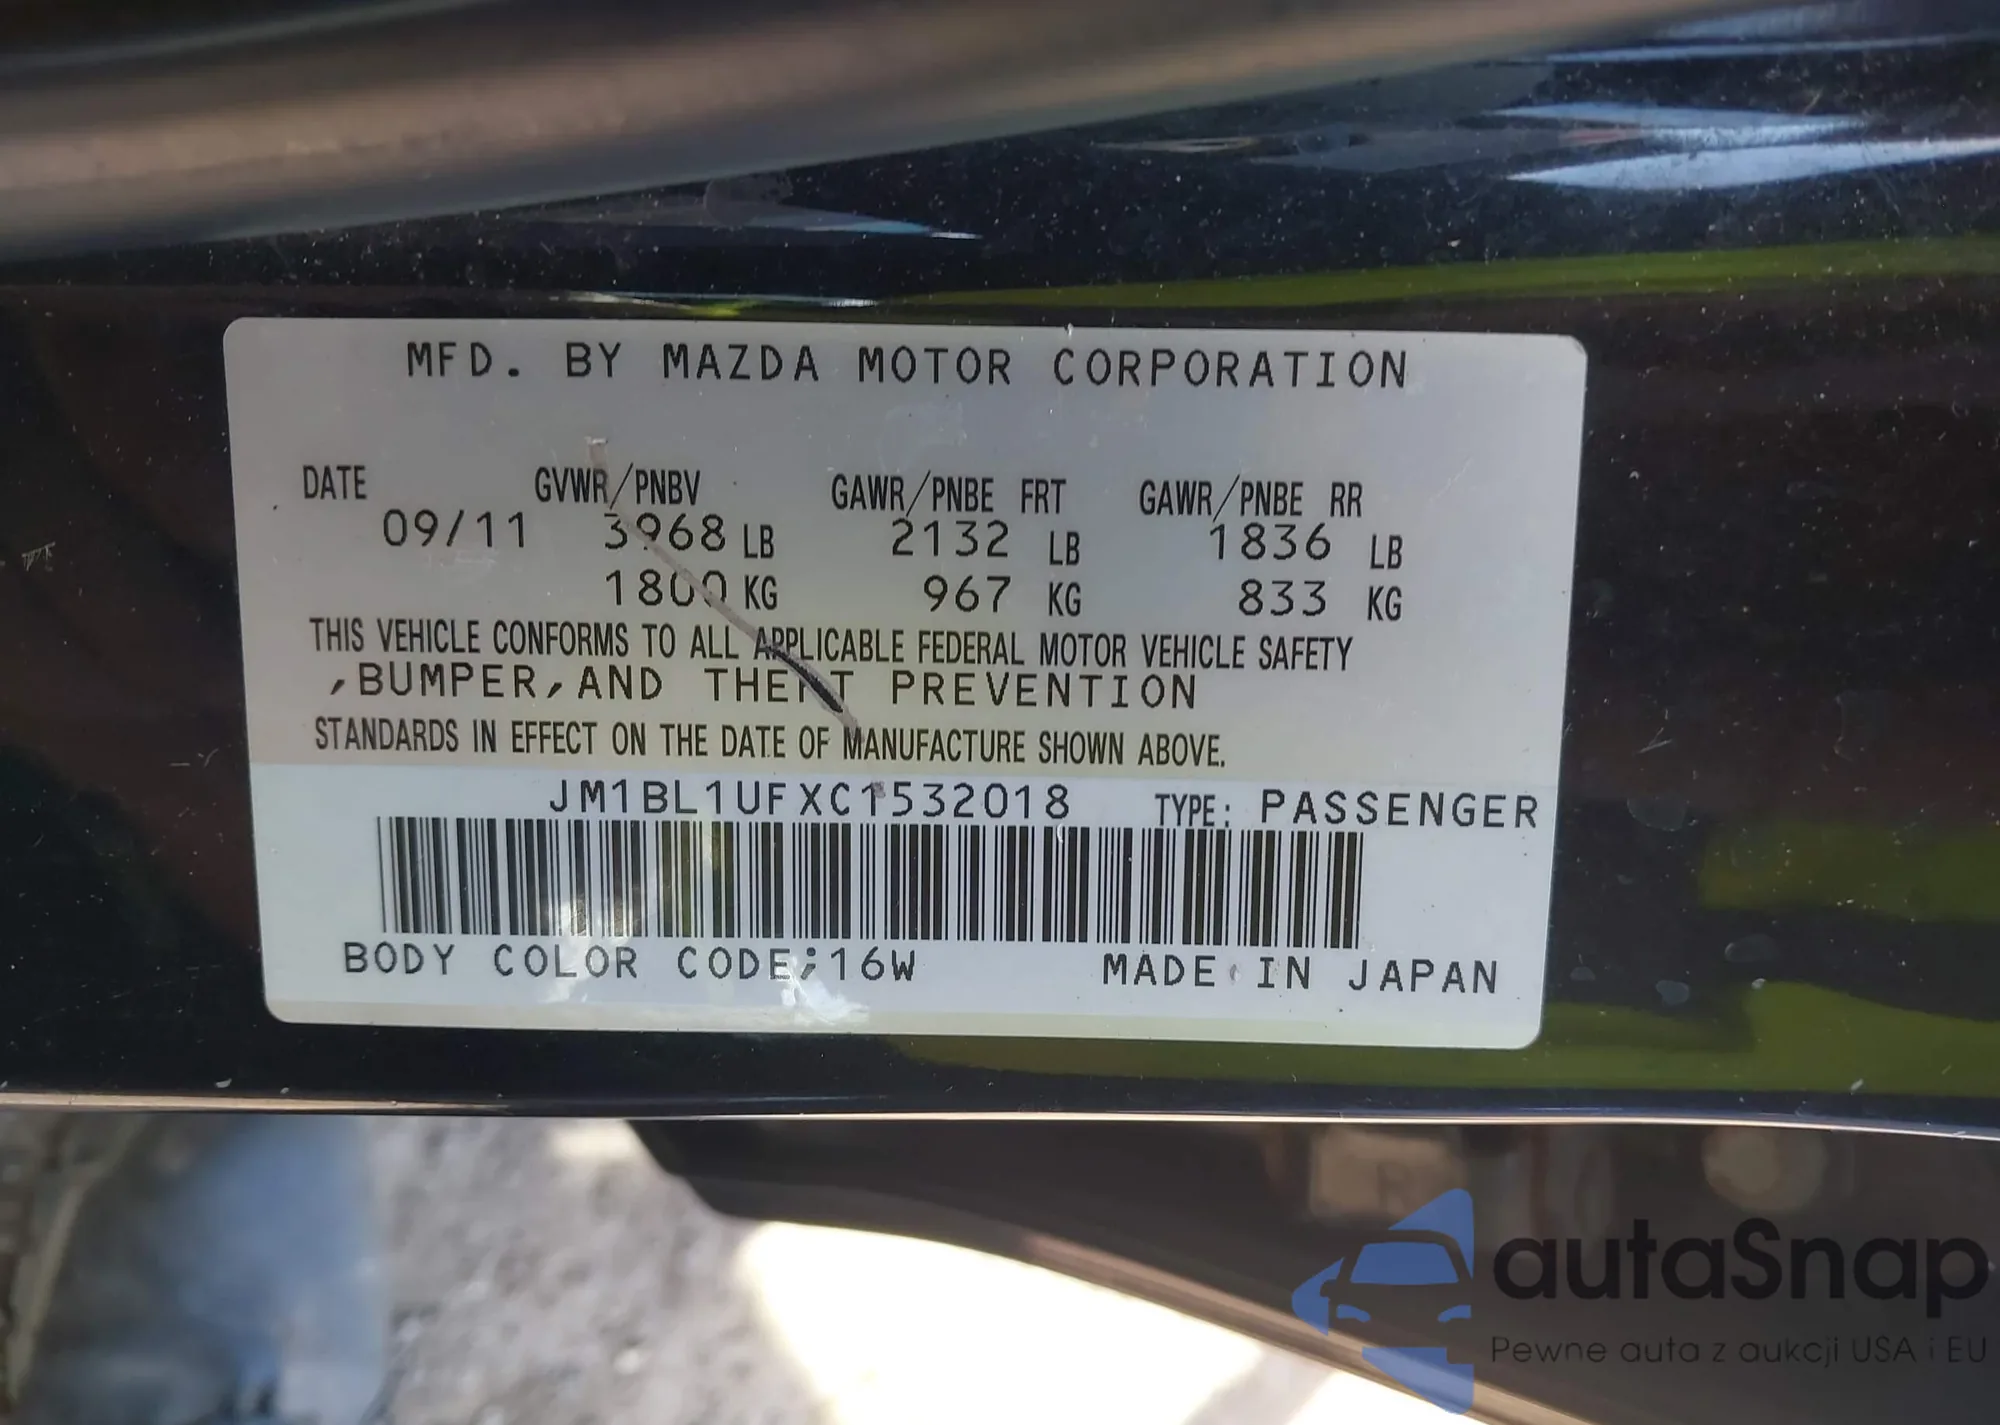 MFD. BY MAZDA MOTOR CORPORATION
DATE GVWR/PNBV GAWR/PNBE FRT GAWR/PNBE RR
09/11 3968 LB 2132 LB 1836 LB
1800 KG 967 KG 833 KG
THIS VEHICLE CONFORMS TO ALL APPLICABLE FEDERAL MOTOR VEHICLE SAFETY
,BUMPER,AND THEFT PREVENTION
STANDARDS IN EFFECT ON THE DATE OF MANUFACTURE SHOWN ABOVE.
JM1BL1UFXC1532018 TYPE: PASSENGER
BODY COLOR CODE;16W MADE IN JAPAN
autaSnap
Pewne auta z aukcji USA i EU